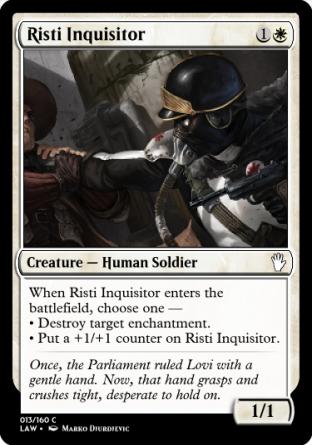 Risti Inquisitor 1
Creature — Human Soldier
When Risti Inquisitor enters the
battlefield, choose one —
• Destroy target enchantment.
• Put a +1/+1 counter on Risti Inquisitor.
Once, the Parliament ruled Lovi with a
gentle hand. Now, that hand grasps and
crushes tight, desperate to hold on.
1/1
013/160 C
LAW • Marko Djurdjevic